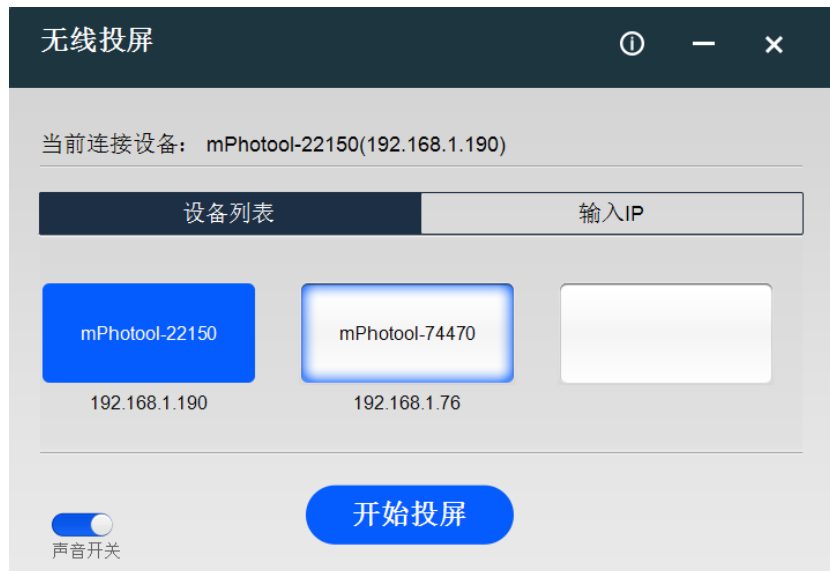 无线投屏
当前连接设备： mPhotool-22150(192.168.1.190)
设备列表 输入IP
mPhotool-22150 mPhotool-74470
192.168.1.190 192.168.1.76
开始投屏
声音开关